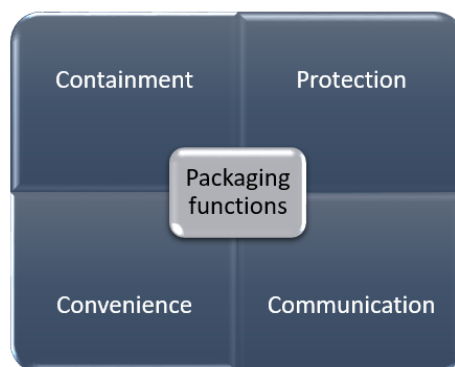 Containment
Protection
Packaging
functions
Convenience
Communication